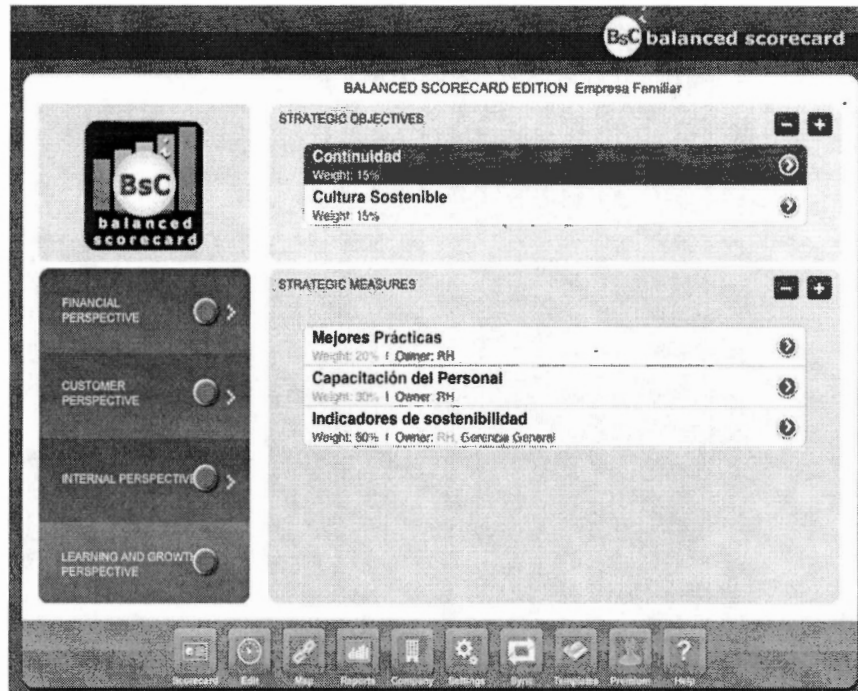 BsC balanced scorecard
BALANCED SCORECARD EDITION Empresa Familiar
BsC
balanced
scorecard
STRATEGIC OBJECTIVES
Continuidad
Weight: 15%
Cultura Sostenible
Weight: 15%
FINANCIAL
PERSPECTIVE
CUSTOMER
PERSPECTIVE
INTERNAL PERSPECTIVE
LEARNING AND GROWTH
PERSPECTIVE
STRATEGIC MEASURES
Mejores Prácticas
Weight: 20% I Owner: RH
Capacitación del Personal
Weight: 30% I Owner: RH
Indicadores de sostenibilidad
Weight: 50% I Owner: RH, Gerencia General
Scorecard Edit Map Reports Company Settings Sync Templates Premium Help